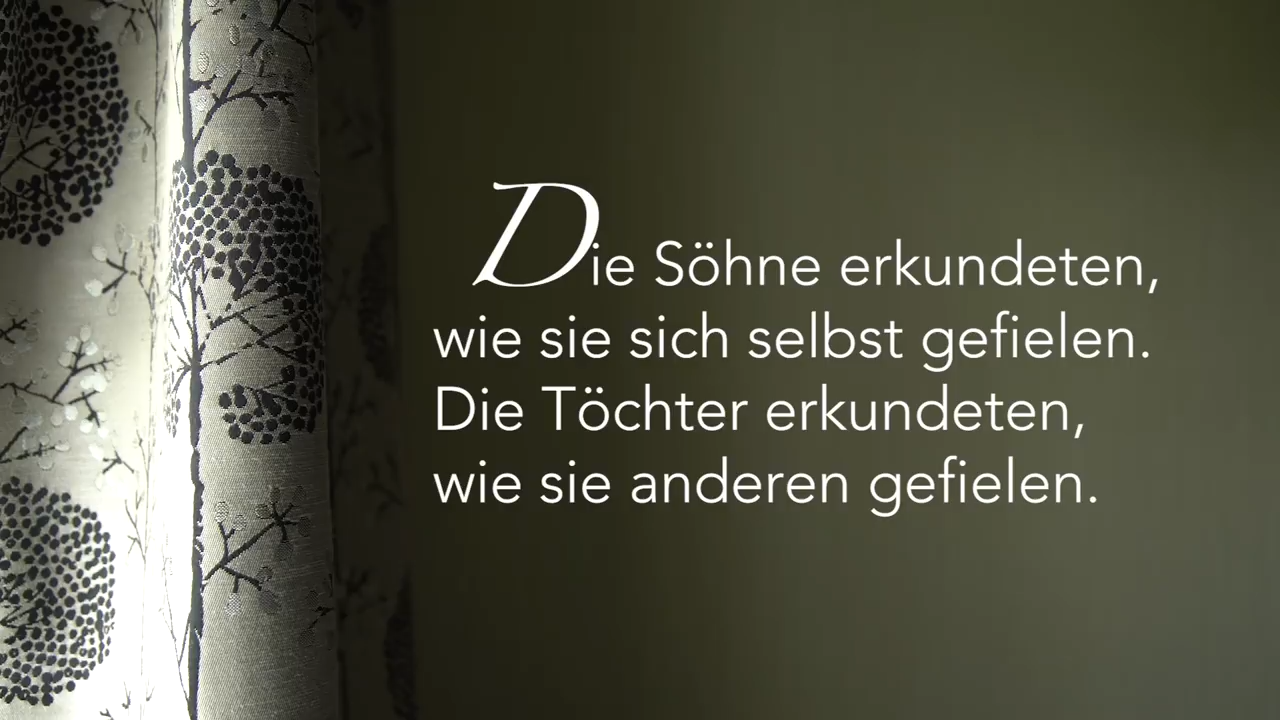 Die Söhne erkundeten,
wie sie sich selbst gefielen.
Die Töchter erkundeten,
wie sie anderen gefielen.